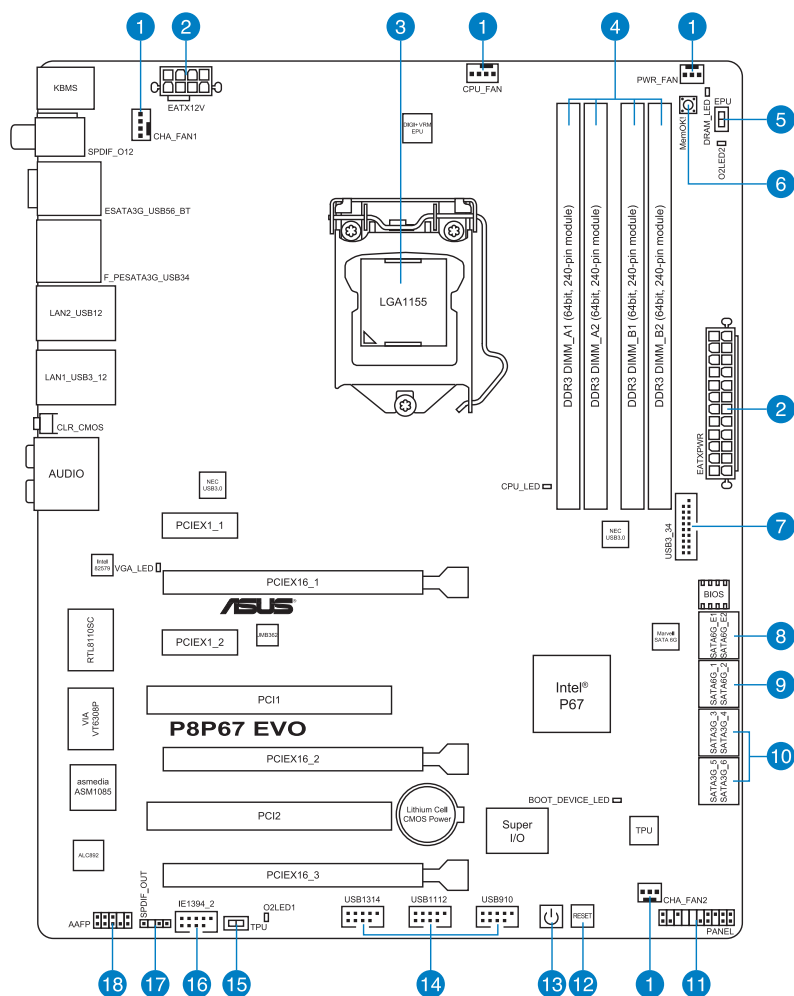 1
2
3
1
4
1
KBMS
EATX12V
CPU_FAN
PWR_FAN
CHA_FAN1
DIGI+ VRM
EPU
MemOK!
DRAM_LED
EPU
5
O2LED2
6
SPDIF_O12
ESATA3G_USB56_BT
F_PESATA3G_USB34
LGA1155
DDR3 DIMM_A1 (64bit, 240-pin module)
DDR3 DIMM_A2 (64bit, 240-pin module)
DDR3 DIMM_B1 (64bit, 240-pin module)
DDR3 DIMM_B2 (64bit, 240-pin module)
LAN2_USB12
LAN1_USB3_12
EATXPWR
2
CLR_CMOS
AUDIO
NEC
USB3.0
CPU_LED
NEC
USB3.0
USB3_34
7
PCIEX1_1
lintell
82579
VGA_LED
PCIEX16_1
BIOS
ASUS
RTL8110SC
PCIEX1_2
JMB362
Marvell
SATA 6G
SATA6G_E1
SATA6G_E2
8
Intel®
P67
SATA6G_1
SATA6G_2
9
PCI1
VIA
VT6308P
P8P67 EVO
SATA3G_3
SATA3G_4
10
PCIEX16_2
SATA3G_5
SATA3G_6
asmedia
ASM1085
PCI2
Lithium Cell
CMOS Power
BOOT_DEVICE_LED
Super
I/O
TPU
ALC892
PCIEX16_3
CHA_FAN2
AAFP
SPDIF_OUT
IE1394_2
O2LED1
TPU
USB1314
USB1112
USB910
RESET
PANEL
18
17
16
15
14
13
12
1
11